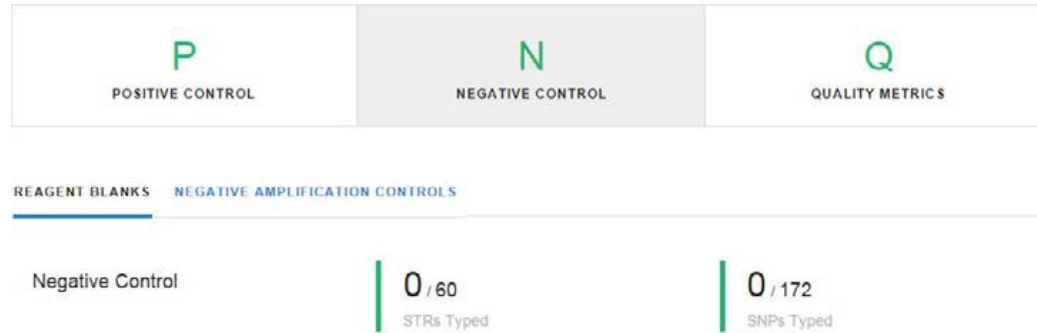 P N Q
POSITIVE CONTROL NEGATIVE CONTROL QUALITY METRICS
REAGENT BLANKS NEGATIVE AMPLIFICATION CONTROLS
Negative Control 0 / 60 0 / 172
STRs Typed SNPs Typed